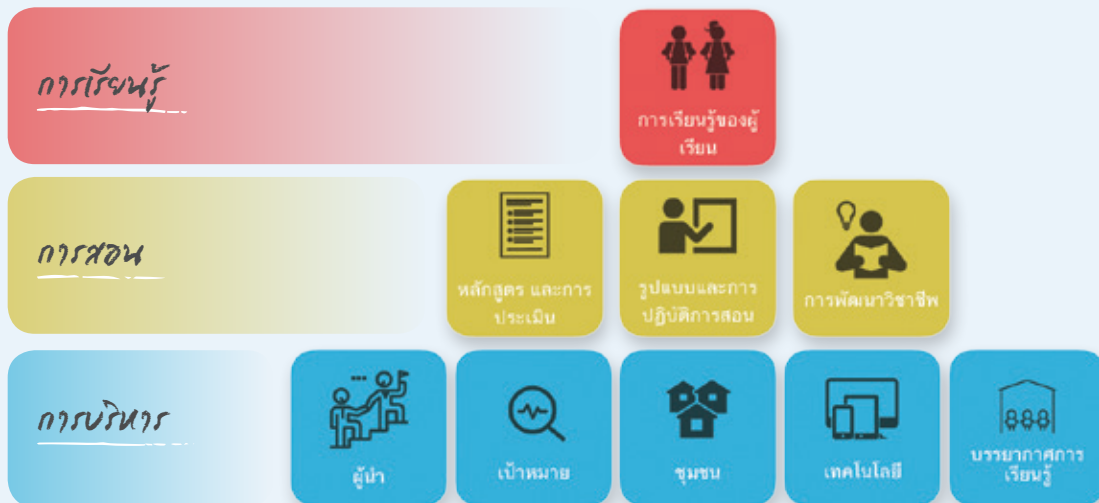 การเรียนรู้
การเรียนรู้ของผู้
เรียน
การสอน
หลักสูตร และการ
ประเมิน
รูปแบบและการ
ปฏิบัติการสอน
การพัฒนาวิชาชีพ
การบริหาร
ผู้นำ
เป้าหมาย
ชุมชน
เทคโนโลยี
บรรยากาศการ
เรียนรู้